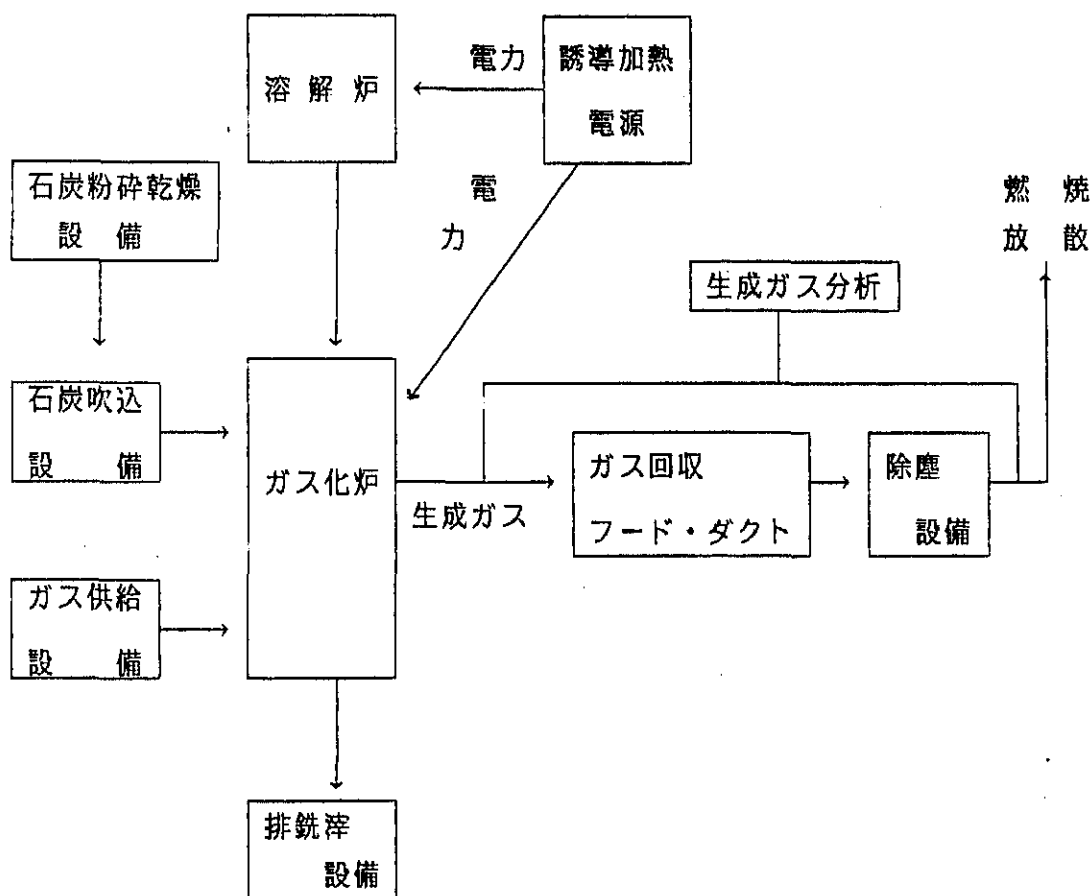 溶解炉
電力
誘導加熱
電源
石炭粉砕乾燥
設備
電
力
燃焼
放散
生成ガス分析
石炭吹込
設備
ガス化炉
生成ガス
ガス回収
フード・ダクト
除塵
設備
ガス供給
設備
排銑滓
設備